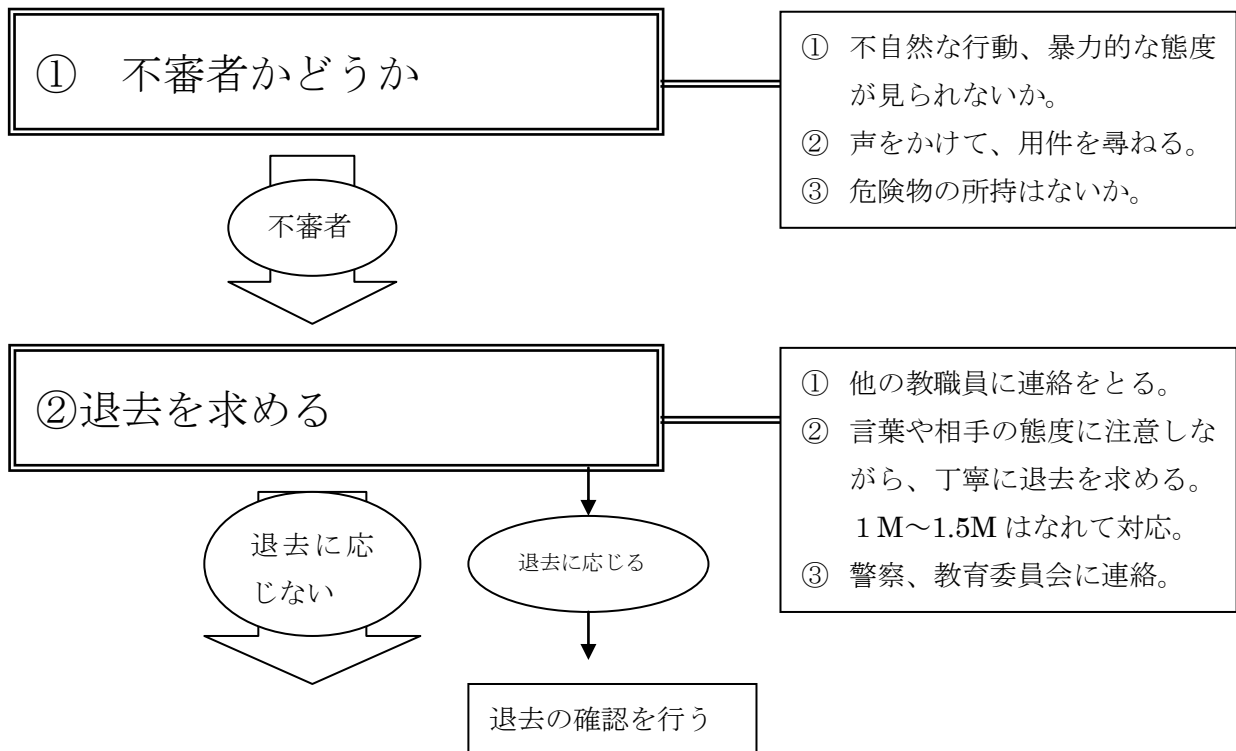 ①　不審者かどうか
① 不自然な行動、暴力的な態度
が見られないか。
② 声をかけて、用件を尋ねる。
③ 危険物の所持はないか。
不審者
②退去を求める
① 他の教職員に連絡をとる。
② 言葉や相手の態度に注意しな
がら、丁寧に退去を求める。
１M～1.5M はなれて対応。
③ 警察、教育委員会に連絡。
退去に応
じない
退去に応じる
退去の確認を行う